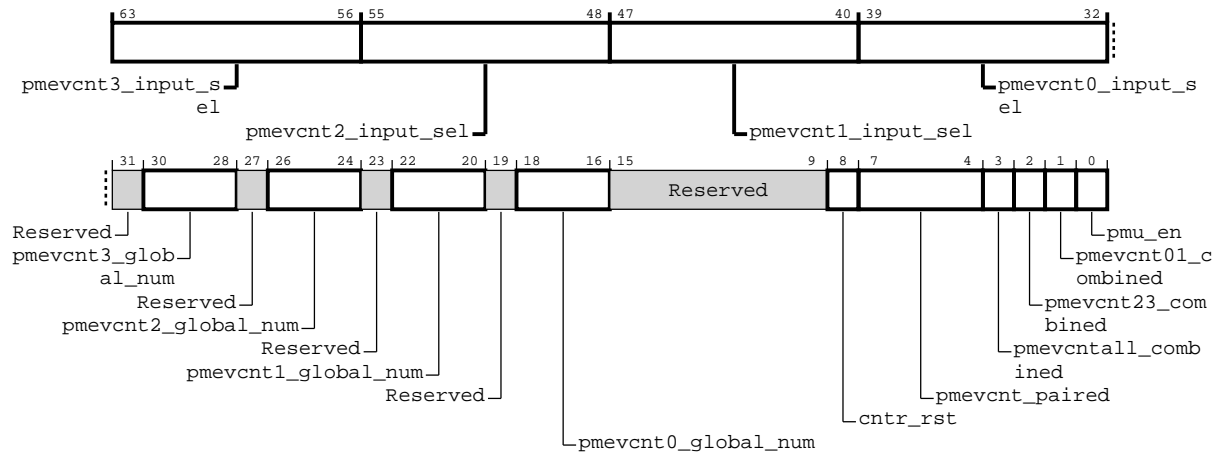 63 56 55 48 47 40 39 32
pmevcnt3_input_s
el
pmevcnt2_input_sel
pmevcnt1_input_sel
pmevcnt0_input_s
el
31 30 28 27 26 24 23 22 20 19 18 16 15 9 8 7 4 3 2 1 0
Reserved
Reserved
pmevcnt3_glob
al_num
Reserved
pmevcnt2_global_num
Reserved
pmevcnt1_global_num
Reserved
pmevcnt0_global_num
cntr_rst
pmevcnt_paired
pmevcntall_comb
ined
pmevcnt23_com
bined
pmevcnt01_c
ombined
pmu_en